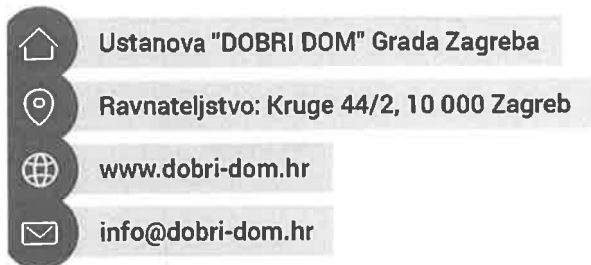 Ustanova "DOBRI DOM" Grada Zagreba
Ravnateljstvo: Kruge 44/2, 10 000 Zagreb
www.dobri-dom.hr
info@dobri-dom.hr